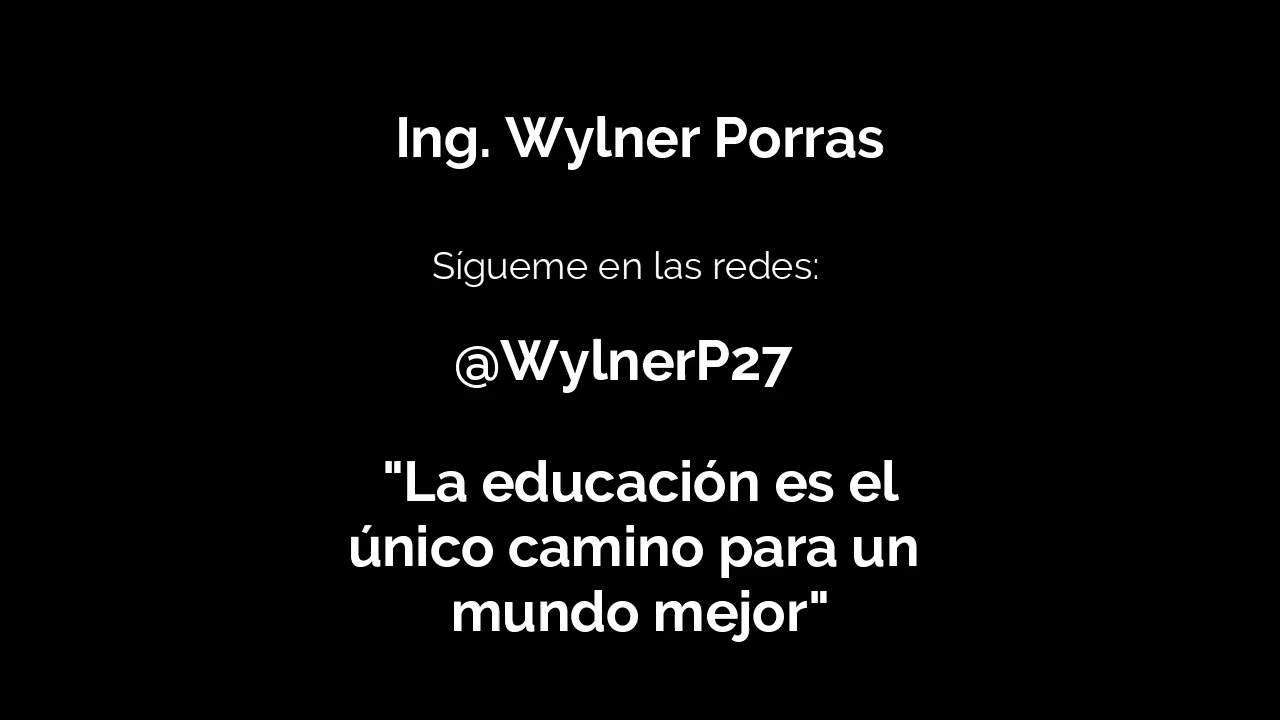 Ing. Wylner Porras
Sígueme en las redes:
@WylnerP27
"La educación es el
único camino para un
mundo mejor"